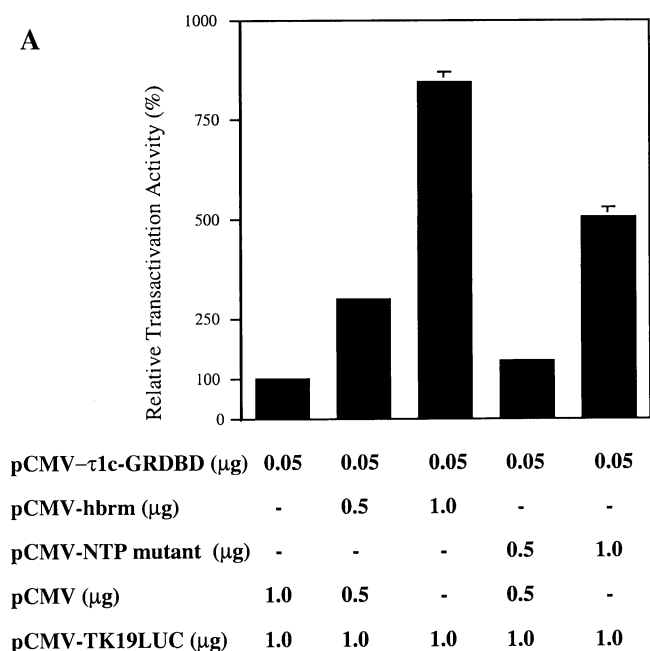 A
Relative Transactivation Activity (%)
1000
750
500
250
100
0
pCMV–τ1c-GRDBD (µg) 0.05 0.05 0.05 0.05 0.05
pCMV-hbrm (µg) - 0.5 1.0 - -
pCMV-NTP mutant (µg) - - - 0.5 1.0
pCMV (µg) 1.0 0.5 - 0.5 -
pCMV-TK19LUC (µg) 1.0 1.0 1.0 1.0 1.0